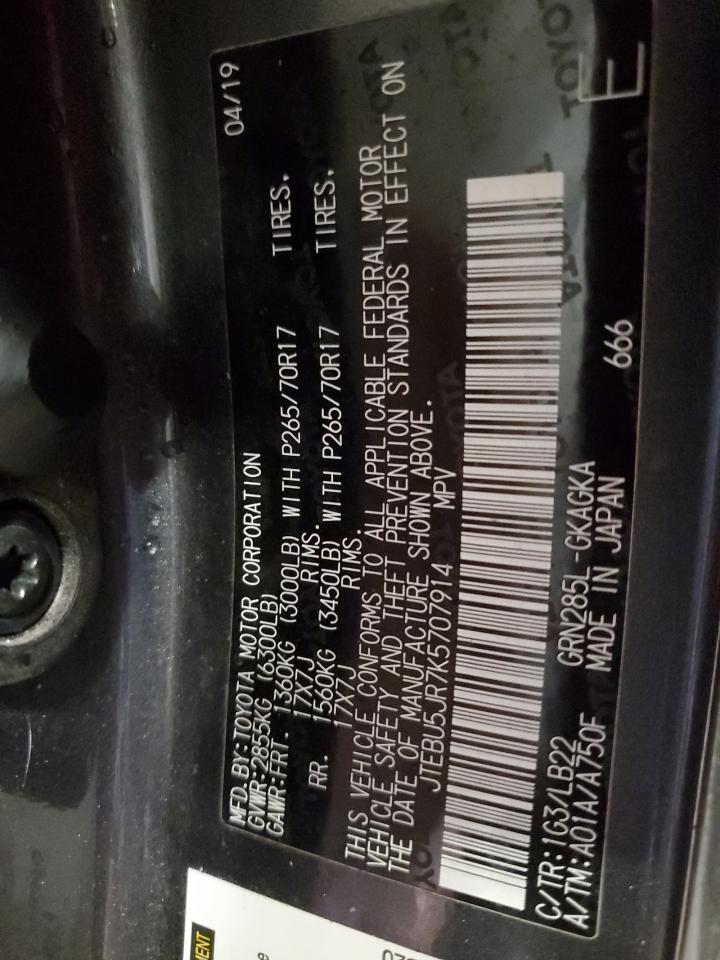 MFD. BY: TOYOTA MOTOR CORPORATION 04/19
GVWR: 2855KG (6300LB)
GAWR: FRT. 1360KG (3000LB) WITH P265/70R17 TIRES.
17X7J RIMS.
RR. 1560KG (3450LB) WITH P265/70R17 TIRES.
17X7J RIMS.
THIS VEHICLE CONFORMS TO ALL APPLICABLE FEDERAL MOTOR
VEHICLE SAFETY AND THEFT PREVENTION STANDARDS IN EFFECT ON
THE DATE OF MANUFACTURE SHOWN ABOVE.
JTEBU5JR7K5707914 MPV
C/TR: 1G3/LB22 GRN285L-GKAGKA
A/TM: A01A/A750F MADE IN JAPAN 666
E